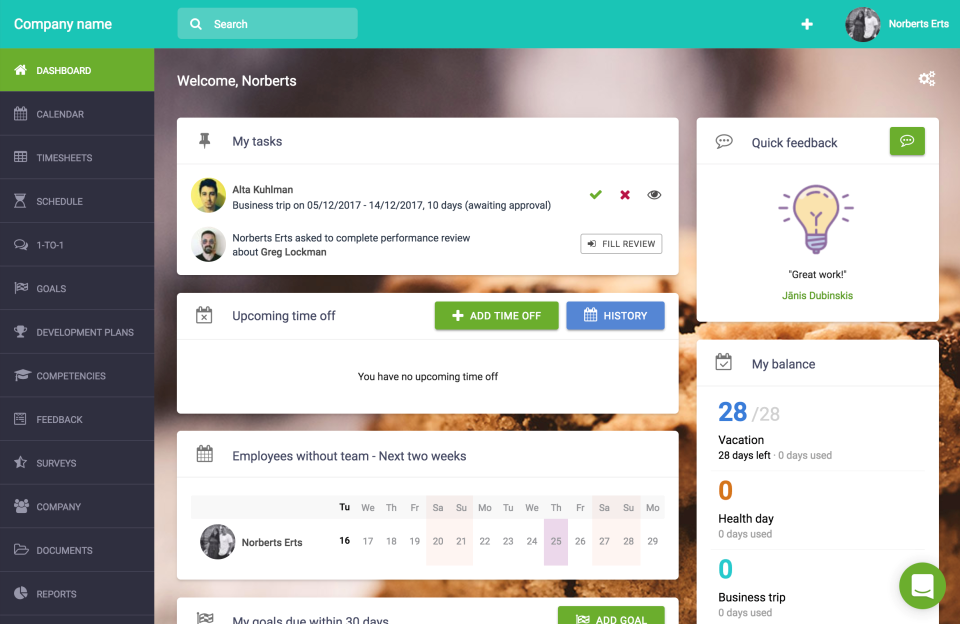 Company name
Search
Norberts Erts
DASHBOARD
CALENDAR
TIMESHEETS
SCHEDULE
1-TO-1
GOALS
DEVELOPMENT PLANS
COMPETENCIES
FEEDBACK
SURVEYS
COMPANY
DOCUMENTS
REPORTS
Welcome, Norberts
My tasks
Alta Kuhlman
Business trip on 05/12/2017 - 14/12/2017, 10 days (awaiting approval)
Norberts Erts asked to complete performance review
about Greg Lockman
FILL REVIEW
Upcoming time off
ADD TIME OFF
HISTORY
You have no upcoming time off
Employees without team - Next two weeks
Tu We Th Fr Sa Su Mo Tu We Th Fr Sa Su Mo
Norberts Erts 16 17 18 19 20 21 22 23 24 25 26 27 28 29
My goals due within 30 days
ADD GOAL
Quick feedback
"Great work!"
Jānis Dubinskis
My balance
28 /28
Vacation
28 days left · 0 days used
0
Health day
0 days used
0
Business trip
0 days used